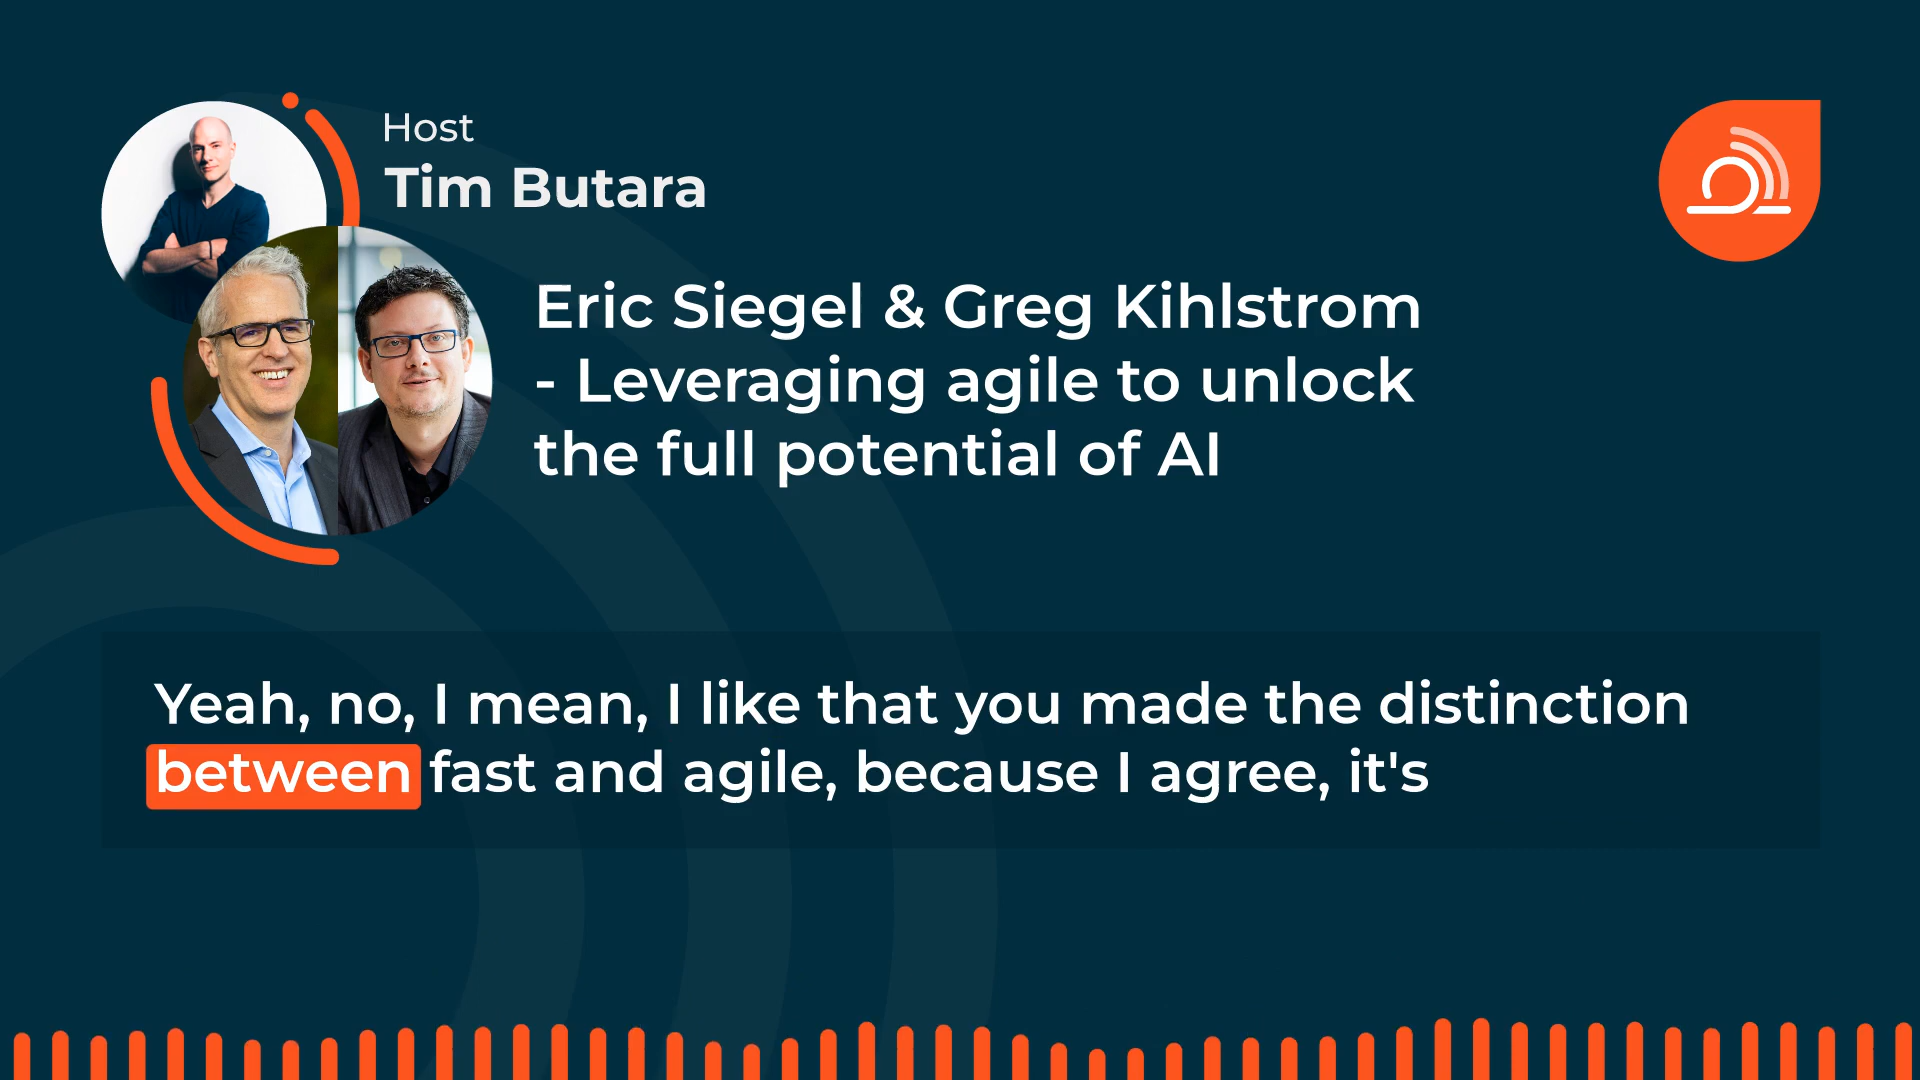 Host
Tim Butara
Eric Siegel & Greg Kihlstrom
- Leveraging agile to unlock
the full potential of AI
Yeah, no, I mean, I like that you made the distinction
between fast and agile, because I agree, it's